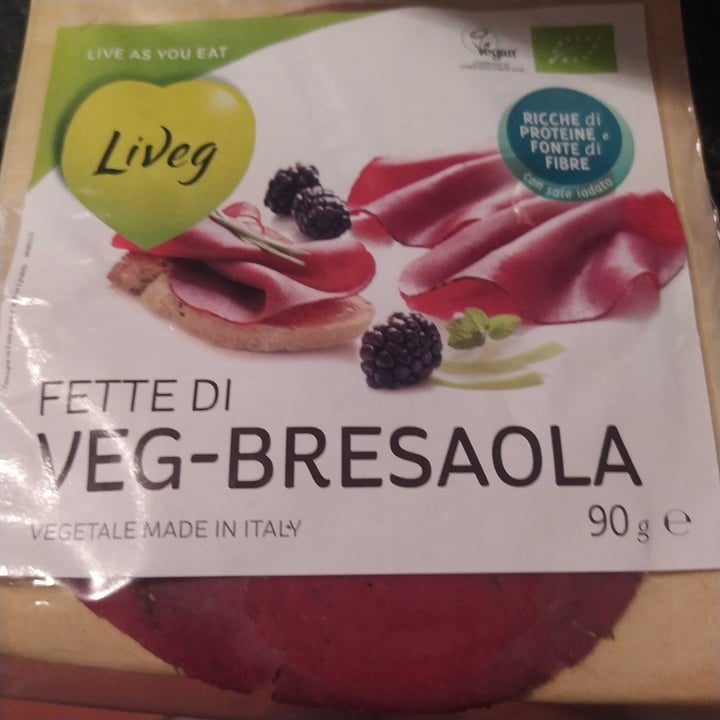 LIVE AS YOU EAT
LiVeg
vegan
RICCHE di
PROTEINE e
FONTE di
FIBRE
con sale iodato
FETTE DI
VEG-BRESAOLA
VEGETALE MADE IN ITALY
90 g e